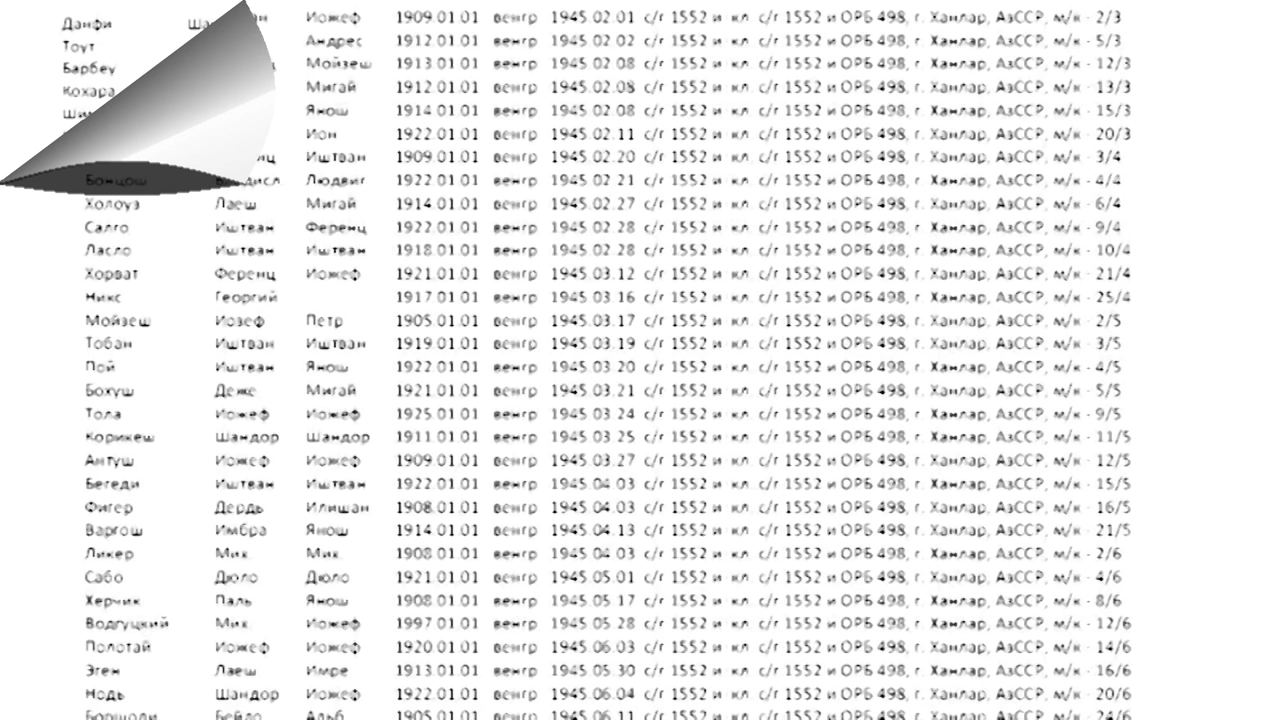 Данфи Иожеф 1909.01.01 венгр 1945.02.01 с/г 1552 и кл. с/г 1552 и ОРБ 498, г. Ханлар, АзССР, м/к - 2/3
Тоут Андрес 1912.01.01 венгр 1945.02.02 с/г 1552 и кл. с/г 1552 и ОРБ 498, г. Ханлар, АзССР, м/к - 5/3
Барбеу Мойзеш 1913.01.01 венгр 1945.02.08 с/г 1552 и кл. с/г 1552 и ОРБ 498, г. Ханлар, АзССР, м/к - 12/3
Кохара Мигай 1912.01.01 венгр 1945.02.08 с/г 1552 и кл. с/г 1552 и ОРБ 498, г. Ханлар, АзССР, м/к - 13/3
Янош 1914.01.01 венгр 1945.02.08 с/г 1552 и кл. с/г 1552 и ОРБ 498, г. Ханлар, АзССР, м/к - 15/3
Ион 1922.01.01 венгр 1945.02.11 с/г 1552 и кл. с/г 1552 и ОРБ 498, г. Ханлар, АзССР, м/к - 20/3
Иштван 1909.01.01 венгр 1945.02.20 с/г 1552 и кл. с/г 1552 и ОРБ 498, г. Ханлар, АзССР, м/к - 3/4
Бонцош Людвиг 1922.01.01 венгр 1945.02.21 с/г 1552 и кл. с/г 1552 и ОРБ 498, г. Ханлар, АзССР, м/к - 4/4
Холоуз Лаеш Мигай 1914.01.01 венгр 1945.02.27 с/г 1552 и кл. с/г 1552 и ОРБ 498, г. Ханлар, АзССР, м/к - 6/4
Салго Иштван Ференц 1922.01.01 венгр 1945.02.28 с/г 1552 и кл. с/г 1552 и ОРБ 498, г. Ханлар, АзССР, м/к - 9/4
Ласло Иштван Иштван 1918.01.01 венгр 1945.02.28 с/г 1552 и кл. с/г 1552 и ОРБ 498, г. Ханлар, АзССР, м/к - 10/4
Хорват Ференц Иожеф 1921.01.01 венгр 1945.03.12 с/г 1552 и кл. с/г 1552 и ОРБ 498, г. Ханлар, АзССР, м/к - 21/4
Никс Георгий 1917.01.01 венгр 1945.03.16 с/г 1552 и кл. с/г 1552 и ОРБ 498, г. Ханлар, АзССР, м/к - 25/4
Мойзеш Иозеф Петр 1905.01.01 венгр 1945.03.17 с/г 1552 и кл. с/г 1552 и ОРБ 498, г. Ханлар, АзССР, м/к - 2/5
Тобан Иштван Иштван 1919.01.01 венгр 1945.03.19 с/г 1552 и кл. с/г 1552 и ОРБ 498, г. Ханлар, АзССР, м/к - 3/5
Пой Иштван Янош 1922.01.01 венгр 1945.03.20 с/г 1552 и кл. с/г 1552 и ОРБ 498, г. Ханлар, АзССР, м/к - 4/5
Бохуш Деже Мигай 1921.01.01 венгр 1945.03.21 с/г 1552 и кл. с/г 1552 и ОРБ 498, г. Ханлар, АзССР, м/к - 5/5
Тола Иожеф Иожеф 1925.01.01 венгр 1945.03.24 с/г 1552 и кл. с/г 1552 и ОРБ 498, г. Ханлар, АзССР, м/к - 9/5
Корикеш Шандор Шандор 1911.01.01 венгр 1945.03.25 с/г 1552 и кл. с/г 1552 и ОРБ 498, г. Ханлар, АзССР, м/к - 11/5
Антуш Иожеф Иожеф 1909.01.01 венгр 1945.03.27 с/г 1552 и кл. с/г 1552 и ОРБ 498, г. Ханлар, АзССР, м/к - 12/5
Бегеди Иштван Иштван 1922.01.01 венгр 1945.04.03 с/г 1552 и кл. с/г 1552 и ОРБ 498, г. Ханлар, АзССР, м/к - 15/5
Фигер Дердь Илишан 1908.01.01 венгр 1945.04.03 с/г 1552 и кл. с/г 1552 и ОРБ 498, г. Ханлар, АзССР, м/к - 16/5
Варгош Имбра Янош 1914.01.01 венгр 1945.04.13 с/г 1552 и кл. с/г 1552 и ОРБ 498, г. Ханлар, АзССР, м/к - 21/5
Ликер Мих. Мих. 1908.01.01 венгр 1945.04.03 с/г 1552 и кл. с/г 1552 и ОРБ 498, г. Ханлар, АзССР, м/к - 2/6
Сабо Дюло Дюло 1921.01.01 венгр 1945.05.01 с/г 1552 и кл. с/г 1552 и ОРБ 498, г. Ханлар, АзССР, м/к - 4/6
Херчик Паль Янош 1908.01.01 венгр 1945.05.17 с/г 1552 и кл. с/г 1552 и ОРБ 498, г. Ханлар, АзССР, м/к - 8/6
Водгуцкий Мих. Иожеф 1997.01.01 венгр 1945.05.28 с/г 1552 и кл. с/г 1552 и ОРБ 498, г. Ханлар, АзССР, м/к - 12/6
Полотай Иожеф Иожеф 1920.01.01 венгр 1945.06.03 с/г 1552 и кл. с/г 1552 и ОРБ 498, г. Ханлар, АзССР, м/к - 14/6
Эген Лаеш Имре 1913.01.01 венгр 1945.05.30 с/г 1552 и кл. с/г 1552 и ОРБ 498, г. Ханлар, АзССР, м/к - 16/6
Нодь Шандор Иожеф 1922.01.01 венгр 1945.06.04 с/г 1552 и кл. с/г 1552 и ОРБ 498, г. Ханлар, АзССР, м/к - 20/6
Боршоди Бейло Альб 1905.01.01 венгр 1945.06.11 с/г 1552 и кл. с/г 1552 и ОРБ 498, г. Ханлар, АзССР, м/к - 24/6